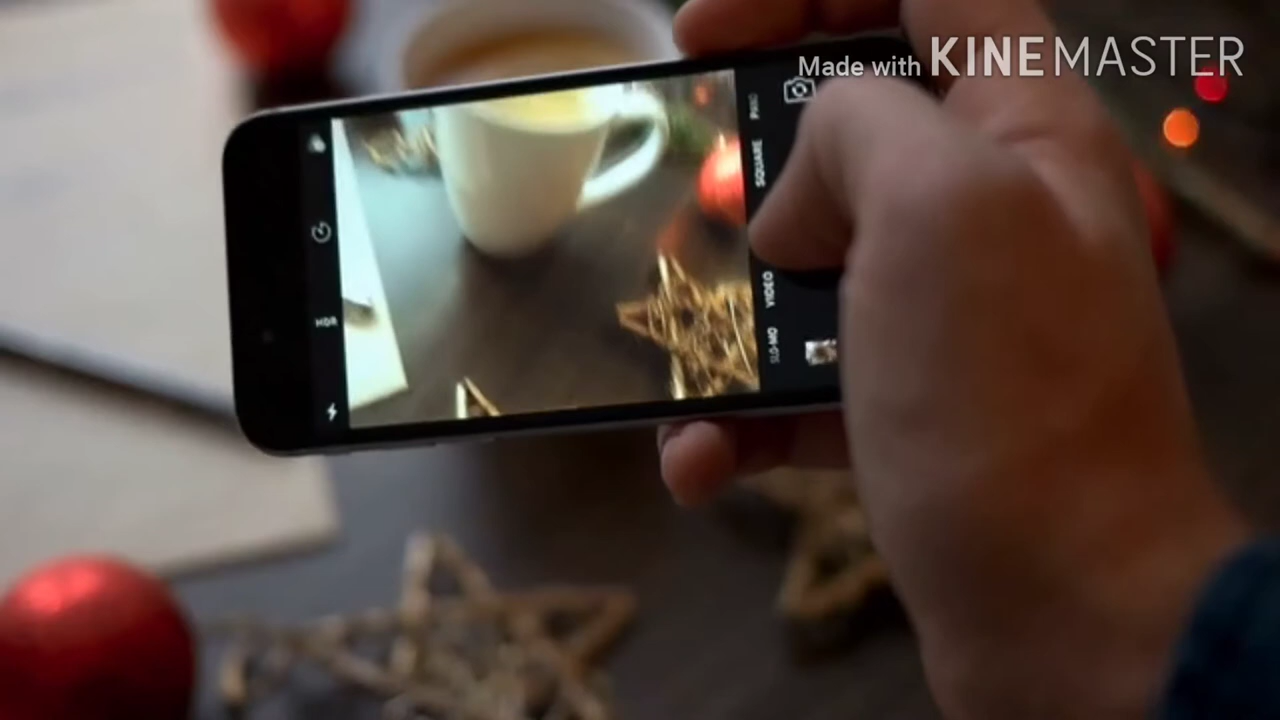 Made with KINEMASTER
PANO
SQUARE
VIDEO
SLO-MO
HDR